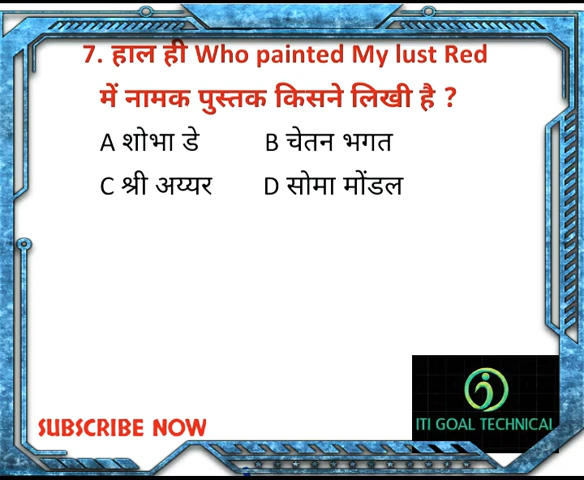 7. हाल ही Who painted My lust Red
में नामक पुस्तक किसने लिखी है ?
A शोभा डे B चेतन भगत
C श्री अय्यर D सोमा मोंडल
ITI GOAL TECHNICAL
SUBSCRIBE NOW